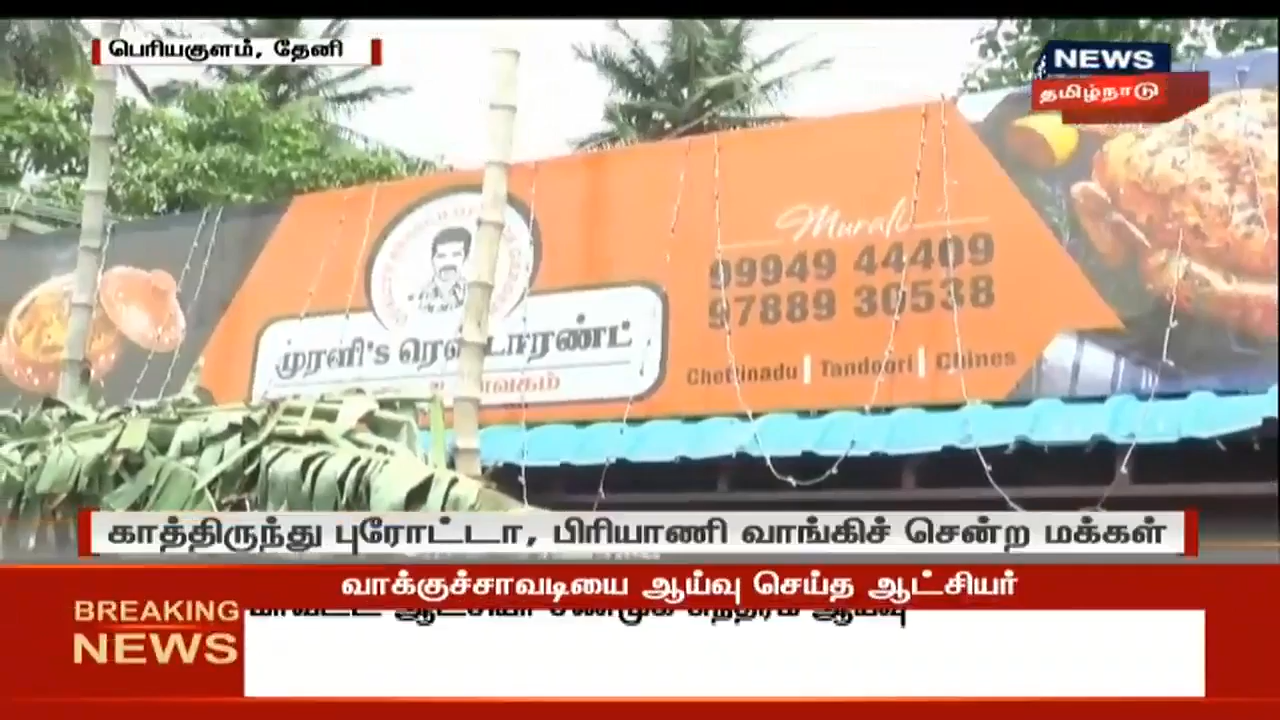 பெரியகுளம், தேனி
NEWS
தமிழ்நாடு
Murali
99949 44409
97889 30538
முரளி's
Chettinadu | Tandoori | Chines
காத்திருந்து புரோட்டா, பிரியாணி வாங்கிச் சென்ற மக்கள்
வாக்குச்சாவடியை ஆய்வு செய்த ஆட்சியர்
BREAKING
NEWS